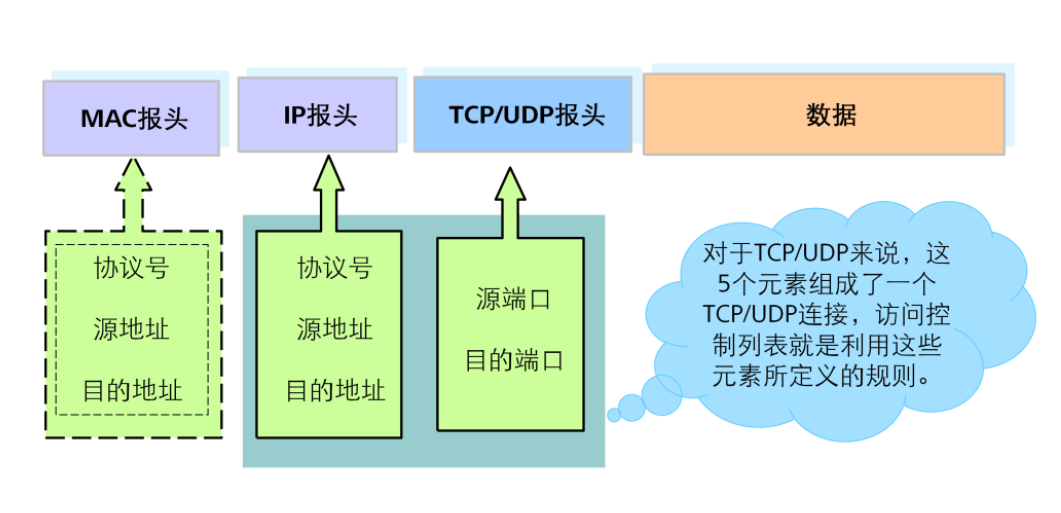 MAC报头
IP报头
TCP/UDP报头
数据
协议号
源地址
目的地址
协议号
源地址
目的地址
源端口
目的端口
对于TCP/UDP来说，这
5个元素组成了一个
TCP/UDP连接，访问控
制列表就是利用这些
元素所定义的规则。